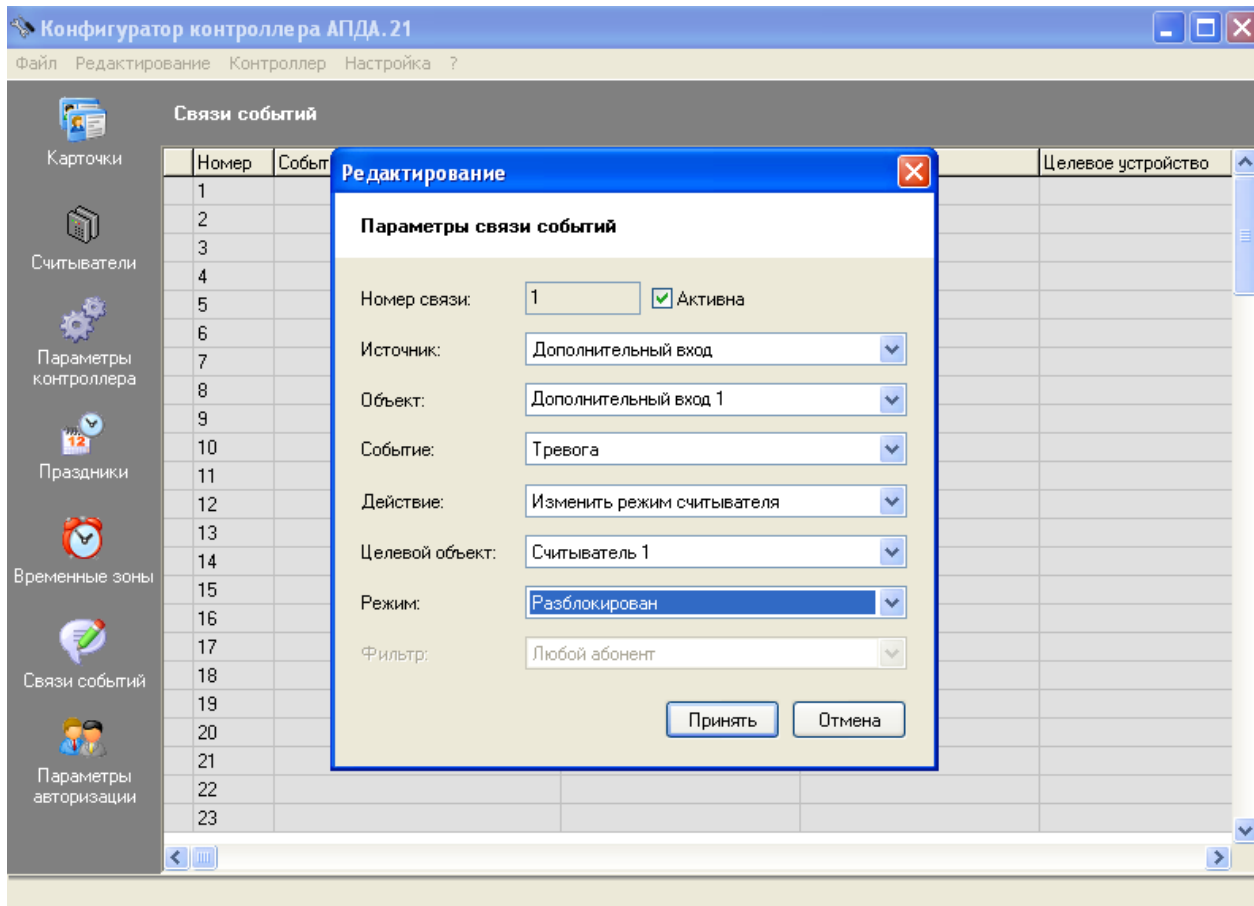 Конфигуратор контроллера АПДА.21
Файл Редактирование Контроллер Настройка ?
Карточки
Считыватели
Параметры
контроллера
Праздники
12
Временные зоны
Связи событий
Параметры
авторизации
Связи событий
Номер Событ Целевое устройство
1
2
3
4
5
6
7
8
9
10
11
12
13
14
15
16
17
18
19
20
21
22
23
Редактирование
Параметры связи событий
Номер связи: 1 Активна
Источник: Дополнительный вход
Объект: Дополнительный вход 1
Событие: Тревога
Действие: Изменить режим считывателя
Целевой объект: Считыватель 1
Режим: Разблокирован
Фильтр: Любой абонент
Принять Отмена